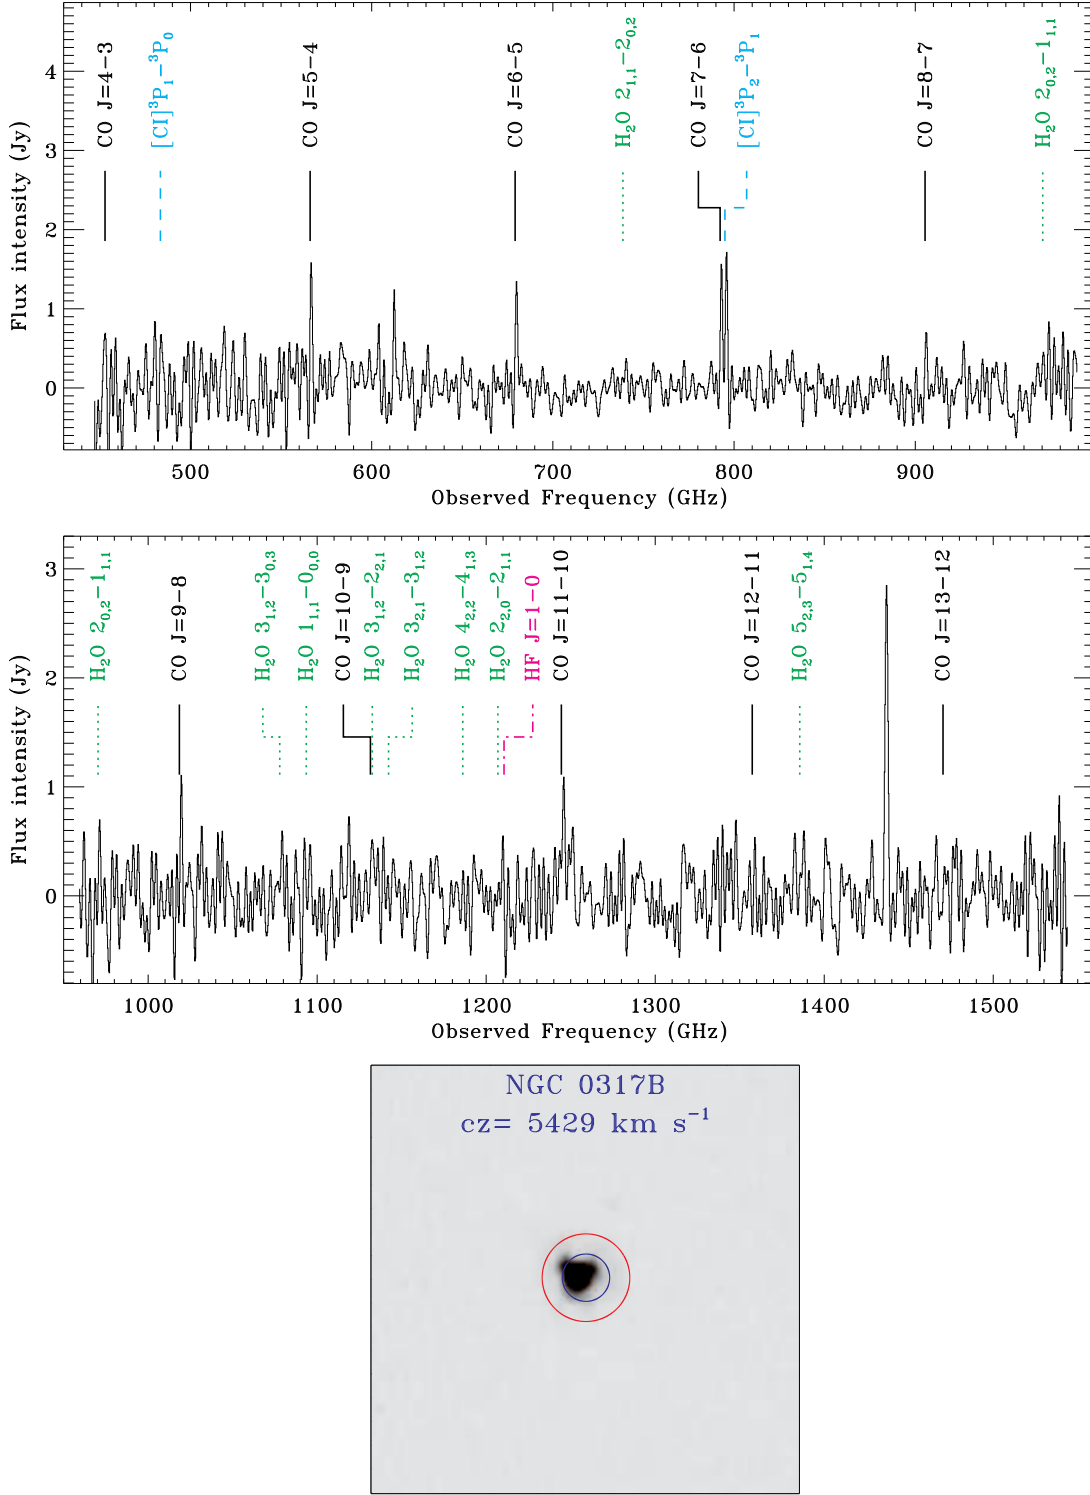 CO J=4-3
[CI]³P₁-³P₀
CO J=5-4
CO J=6-5
H₂O 2₁,₁-2₀,₂
CO J=7-6
[CI]³P₂-³P₁
CO J=8-7
H₂O 2₀,₂-1₁,₁
Flux intensity (Jy)
4
3
2
1
0
500 600 700 800 900
Observed Frequency (GHz)
H₂O 2₀,₂-1₁,₁
CO J=9-8
H₂O 3₁,₂-3₀,₃
H₂O 1₁,₁-0₀,₀
CO J=10-9
H₂O 3₁,₂-2₂,₁
H₂O 3₂,₁-3₁,₂
H₂O 4₂,₂-4₁,₃
H₂O 2₂,₀-2₁,₁
HF J=1-0
CO J=11-10
CO J=12-11
H₂O 5₂,₃-5₁,₄
CO J=13-12
Flux intensity (Jy)
3
2
1
0
1000 1100 1200 1300 1400 1500
Observed Frequency (GHz)
NGC 0317B
cz= 5429 km s⁻¹